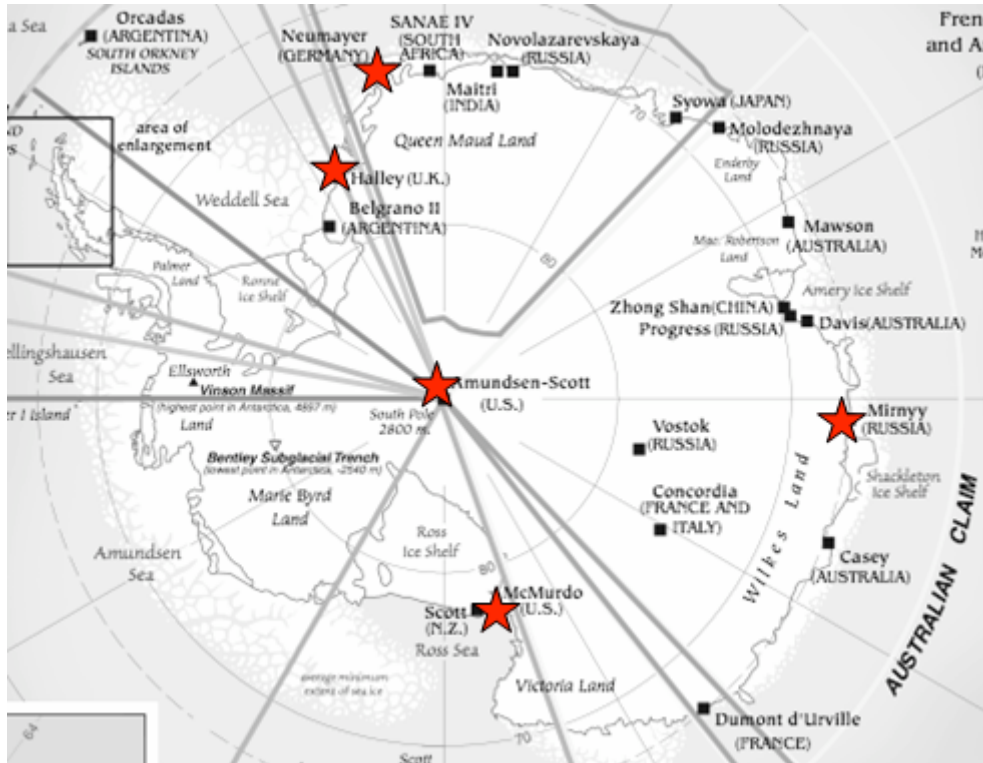 a Sea
Orcadas
(ARGENTINA)
SOUTH ORKNEY
ISLANDS
Neumayer
(GERMANY)
SANAE IV
(SOUTH
AFRICA)
Novolazarevskaya
(RUSSIA)
Maitri
(INDIA)
Fren
and A
70
Syowa (JAPAN)
Molodezhnaya
(RUSSIA)
area of
enlargement
Queen Maud Land
Enderby
Land
Halley (U.K.)
Weddell Sea
Belgrano II
(ARGENTINA)
Mawson
(AUSTRALIA)
Mac. Robertson
Land
80
Palmer
Land
Ronne
Ice Shelf
Amery Ice Shelf
Zhong Shan(CHINA)
Progress (RUSSIA)
Davis(AUSTRALIA)
ellingshausen
Sea
Ellsworth
Vinson Massif
(highest point in Antarctica, 4897 m)
Land
er I Island
Amundsen-Scott
(U.S.)
South Pole
2800 m.
Mirnyy
(RUSSIA)
Vostok
(RUSSIA)
Bentley Subglacial Trench
(lowest point in Antarctica, -2540 m)
Shackleton
Ice Shelf
Marie Byrd
Land
Concordia
(FRANCE AND
ITALY)
Wilkes Land
Ross
Ice Shelf
Amundsen
Sea
Casey
(AUSTRALIA)
AUSTRALIAN CLAIM
80
McMurdo
(U.S.)
Scott
(N.Z.)
Ross Sea
average minimum
extent of sea ice
Victoria Land
Dumont d'Urville
(FRANCE)
70
64
Scott